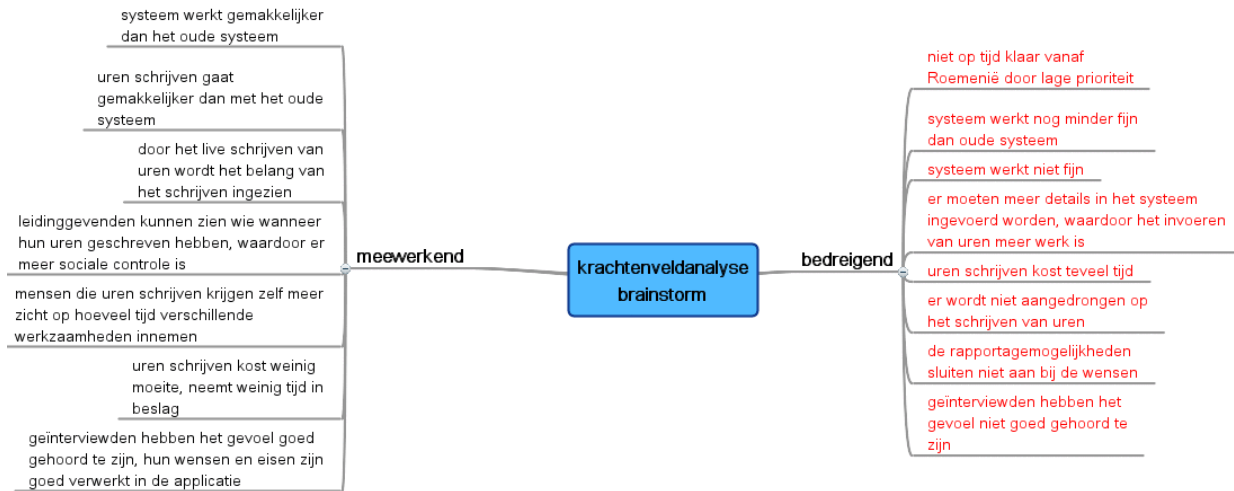 systeem werkt gemakkelijker
dan het oude systeem
uren schrijven gaat
gemakkelijker dan met het oude
systeem
door het live schrijven van
uren wordt het belang van
het schrijven ingezien
leidinggevenden kunnen zien wie wanneer
hun uren geschreven hebben, waardoor er
meer sociale controle is
mensen die uren schrijven krijgen zelf meer
zicht op hoeveel tijd verschillende
werkzaamheden innemen
uren schrijven kost weinig
moeite, neemt weinig tijd in
beslag
geïnterviewden hebben het gevoel goed
gehoord te zijn, hun wensen en eisen zijn
goed verwerkt in de applicatie
meewerkend
krachtenveldanalyse
brainstorm
bedreigend
niet op tijd klaar vanaf
Roemenië door lage prioriteit
systeem werkt nog minder fijn
dan oude systeem
systeem werkt niet fijn
er moeten meer details in het systeem
ingevoerd worden, waardoor het invoeren
van uren meer werk is
uren schrijven kost teveel tijd
er wordt niet aangedrongen op
het schrijven van uren
de rapportagemogelijkheden
sluiten niet aan bij de wensen
geïnterviewden hebben het
gevoel niet goed gehoord te
zijn